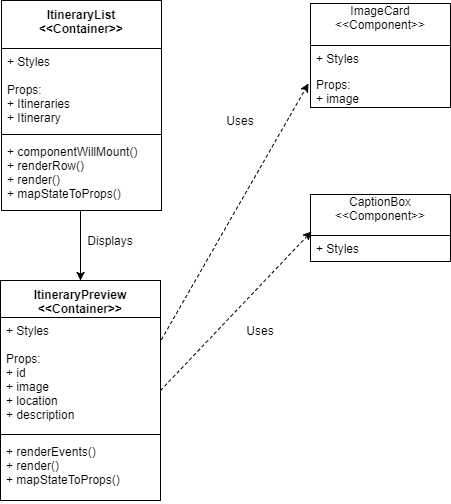 ItineraryList
<<Container>>
+ Styles
Props:
+ Itineraries
+ Itinerary
+ componentWillMount()
+ renderRow()
+ render()
+ mapStateToProps()
Displays
ItineraryPreview
<<Container>>
+ Styles
Props:
+ id
+ image
+ location
+ description
+ renderEvents()
+ render()
+ mapStateToProps()
Uses
Uses
ImageCard
<<Component>>
+ Styles
Props:
+ image
CaptionBox
<<Component>>
+ Styles